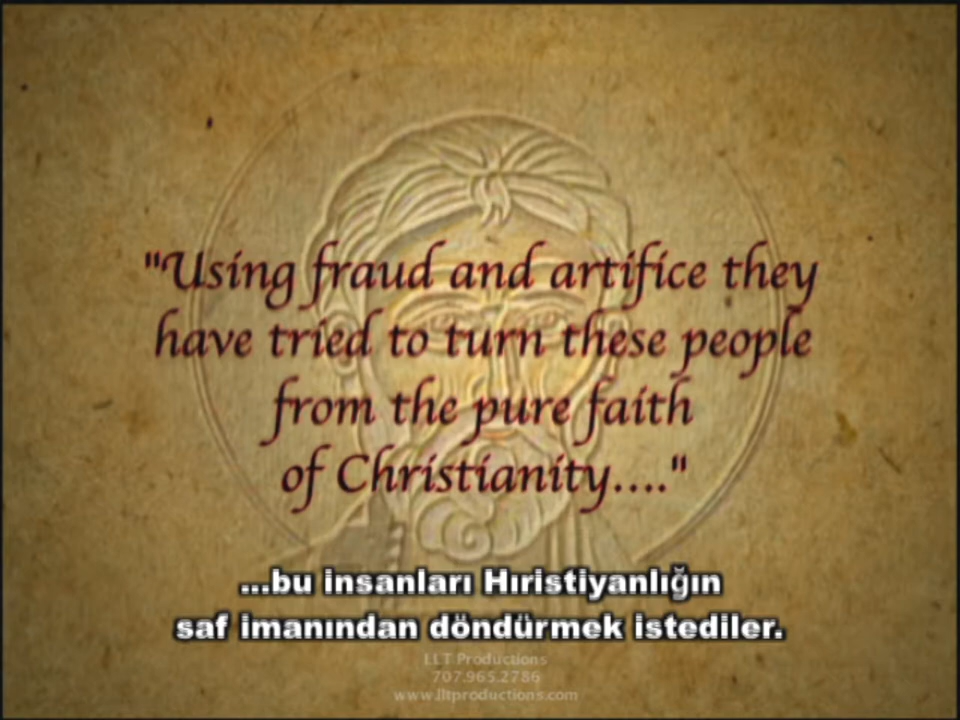 "Using fraud and artifice they
have tried to turn these people
from the pure faith
of Christianity...."
...bu insanları Hıristiyanlığın
saf imanından döndürmek istediler.
LLT Productions
707.965.2786
www.lltproductions.com